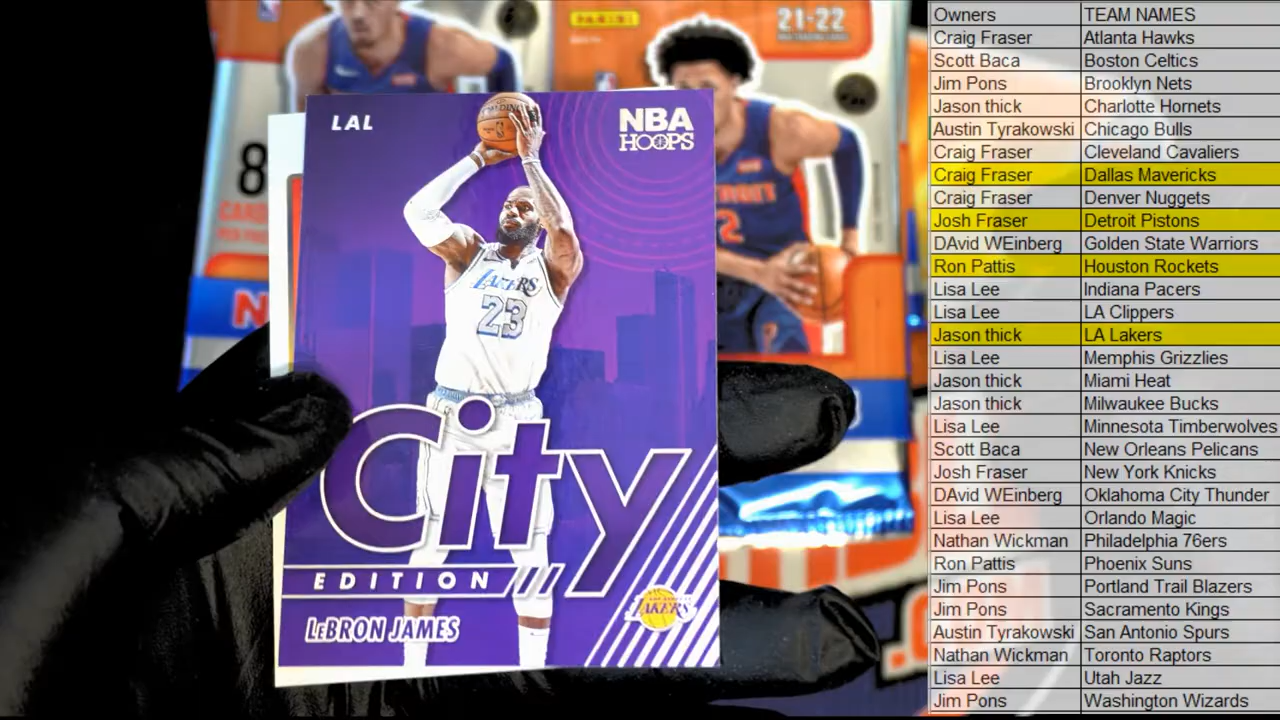 PANINI
21-22
8
LAL
NBA
HOOPS
SPALDING
LAKERS
23
2
City
EDITION
LEBRON JAMES
LAKERS
Owners TEAM NAMES
Craig Fraser Atlanta Hawks
Scott Baca Boston Celtics
Jim Pons Brooklyn Nets
Jason thick Charlotte Hornets
Austin Tyrakowski Chicago Bulls
Craig Fraser Cleveland Cavaliers
Craig Fraser Dallas Mavericks
Craig Fraser Denver Nuggets
Josh Fraser Detroit Pistons
DAvid WEinberg Golden State Warriors
Ron Pattis Houston Rockets
Lisa Lee Indiana Pacers
Lisa Lee LA Clippers
Jason thick LA Lakers
Lisa Lee Memphis Grizzlies
Jason thick Miami Heat
Jason thick Milwaukee Bucks
Lisa Lee Minnesota Timberwolves
Scott Baca New Orleans Pelicans
Josh Fraser New York Knicks
DAvid WEinberg Oklahoma City Thunder
Lisa Lee Orlando Magic
Nathan Wickman Philadelphia 76ers
Ron Pattis Phoenix Suns
Jim Pons Portland Trail Blazers
Jim Pons Sacramento Kings
Austin Tyrakowski San Antonio Spurs
Nathan Wickman Toronto Raptors
Lisa Lee Utah Jazz
Jim Pons Washington Wizards